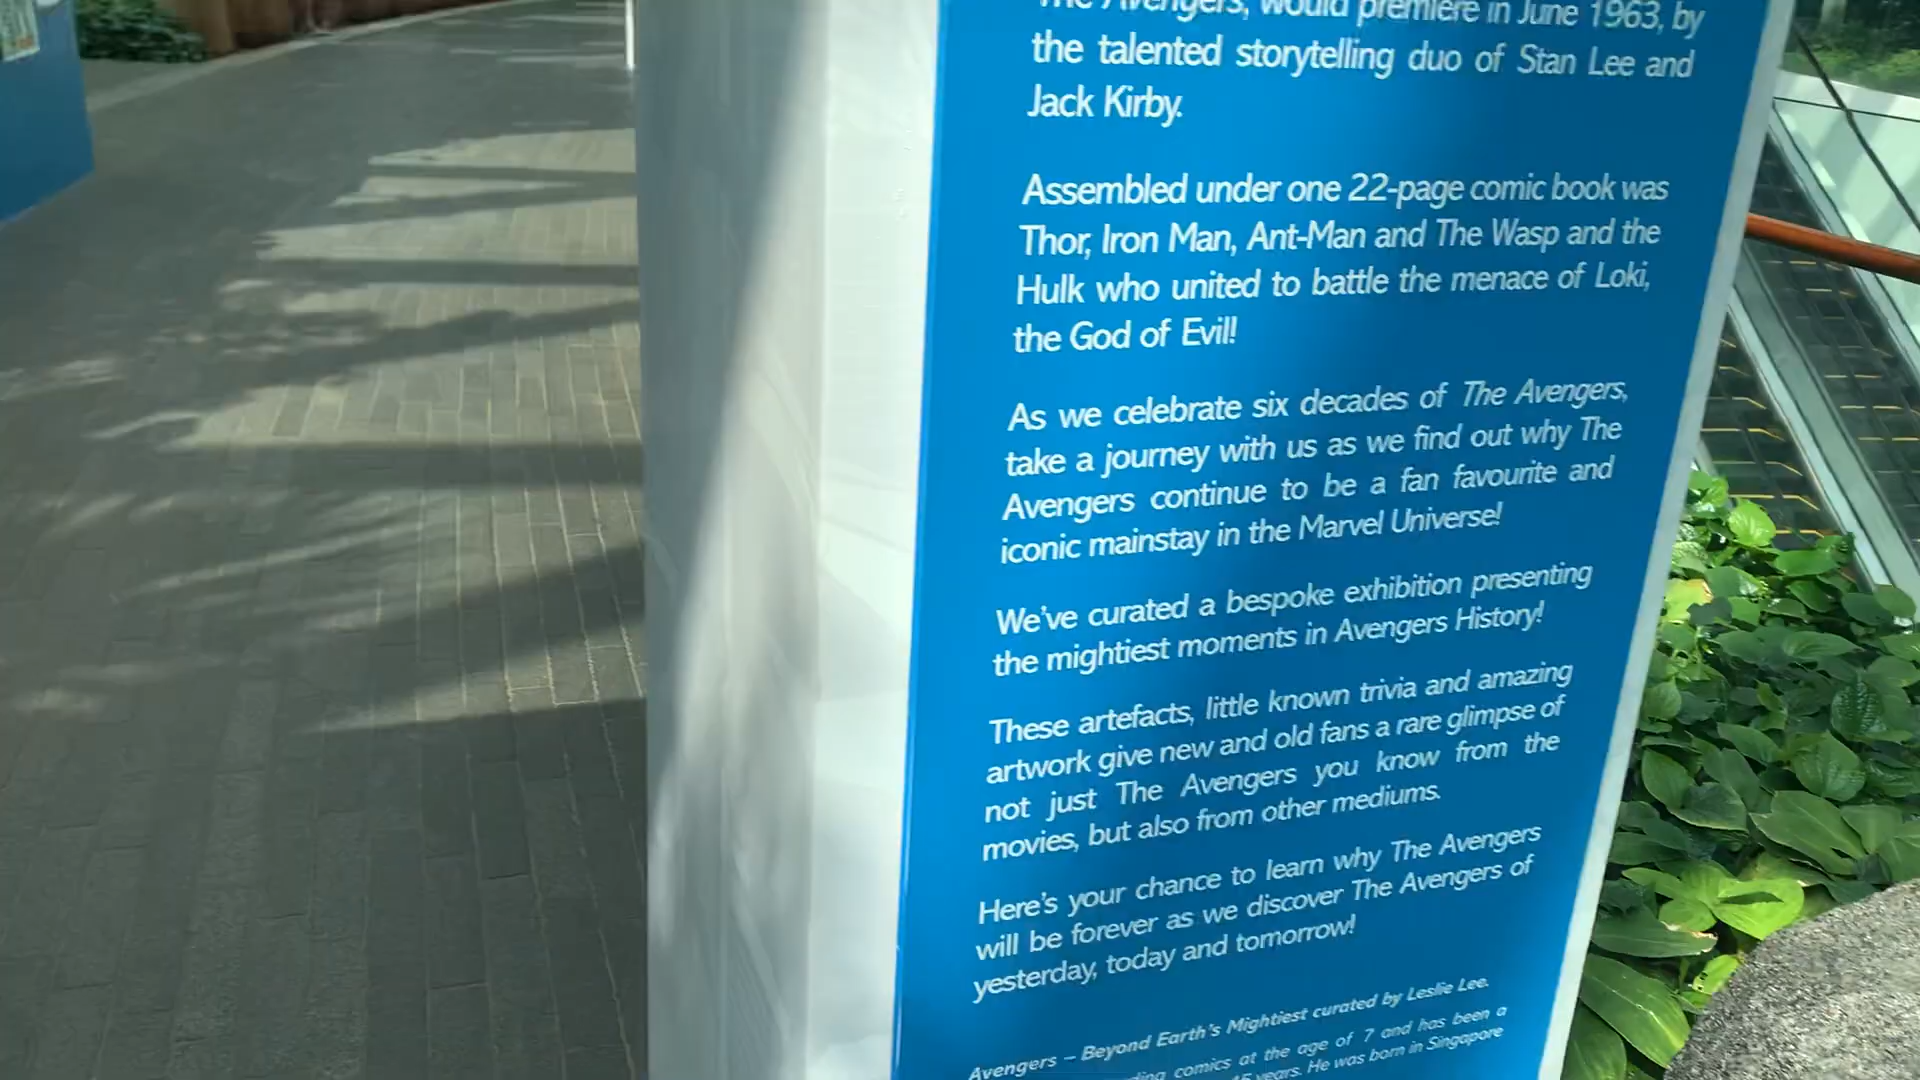 The Avengers, would premiere in June 1963, by
the talented storytelling duo of Stan Lee and
Jack Kirby.
Assembled under one 22-page comic book was
Thor, Iron Man, Ant-Man and The Wasp and the
Hulk who united to battle the menace of Loki,
the God of Evil!
As we celebrate six decades of The Avengers,
take a journey with us as we find out why The
Avengers continue to be a fan favourite and
iconic mainstay in the Marvel Universe!
We've curated a bespoke exhibition presenting
the mightiest moments in Avengers History!
These artefacts, little known trivia and amazing
artwork give new and old fans a rare glimpse of
not just The Avengers you know from the
movies, but also from other mediums.
Here's your chance to learn why The Avengers
will be forever as we discover The Avengers of
yesterday, today and tomorrow!
Avengers – Beyond Earth's Mightiest curated by Leslie Lee.
comics at the age of 7 and has been a
years. He was born in Singapore